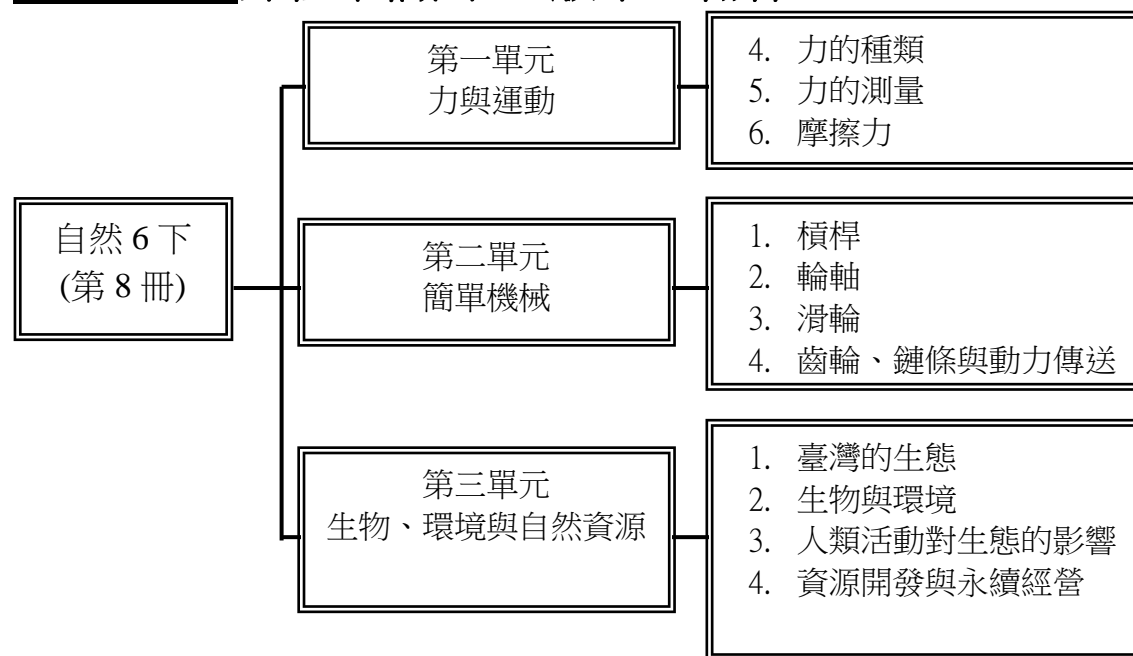 第一單元
力與運動
4. 力的種類
5. 力的測量
6. 摩擦力
自然 6 下
(第 8 冊)
第二單元
簡單機械
1. 槓桿
2. 輪軸
3. 滑輪
4. 齒輪、鏈條與動力傳送
第三單元
生物、環境與自然資源
1. 臺灣的生態
2. 生物與環境
3. 人類活動對生態的影響
4. 資源開發與永續經營